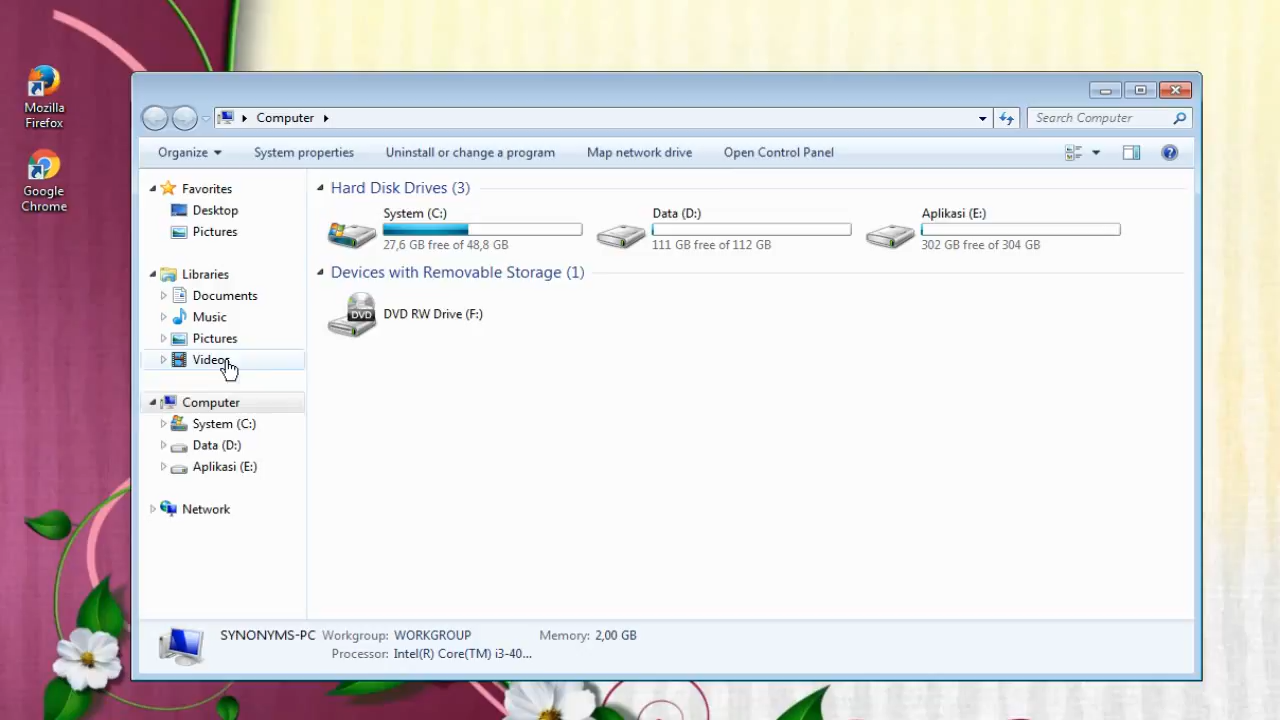 Mozilla
Firefox
Google
Chrome
Computer
Search Computer
Organize
System properties
Uninstall or change a program
Map network drive
Open Control Panel
Favorites
Desktop
Pictures
Libraries
Documents
Music
Pictures
Videos
Computer
System (C:)
Data (D:)
Aplikasi (E:)
Network
Hard Disk Drives (3)
System (C:)
27,6 GB free of 48,8 GB
Data (D:)
111 GB free of 112 GB
Aplikasi (E:)
302 GB free of 304 GB
Devices with Removable Storage (1)
DVD
DVD RW Drive (F:)
SYNONYMS-PC Workgroup: WORKGROUP Memory: 2,00 GB
Processor: Intel(R) Core(TM) i3-40...